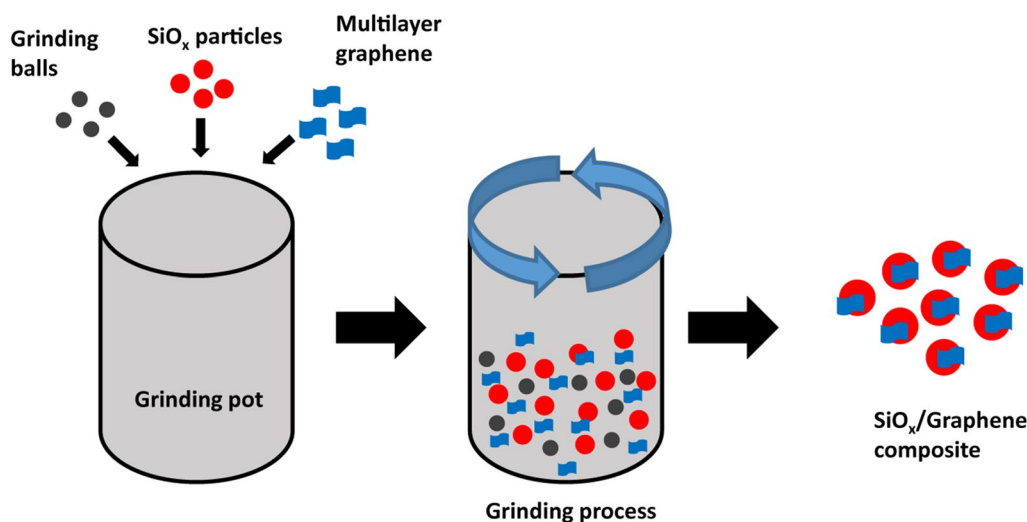 Grinding
balls
SiOₓ particles
Multilayer
graphene
Grinding pot
Grinding process
SiOₓ/Graphene
composite